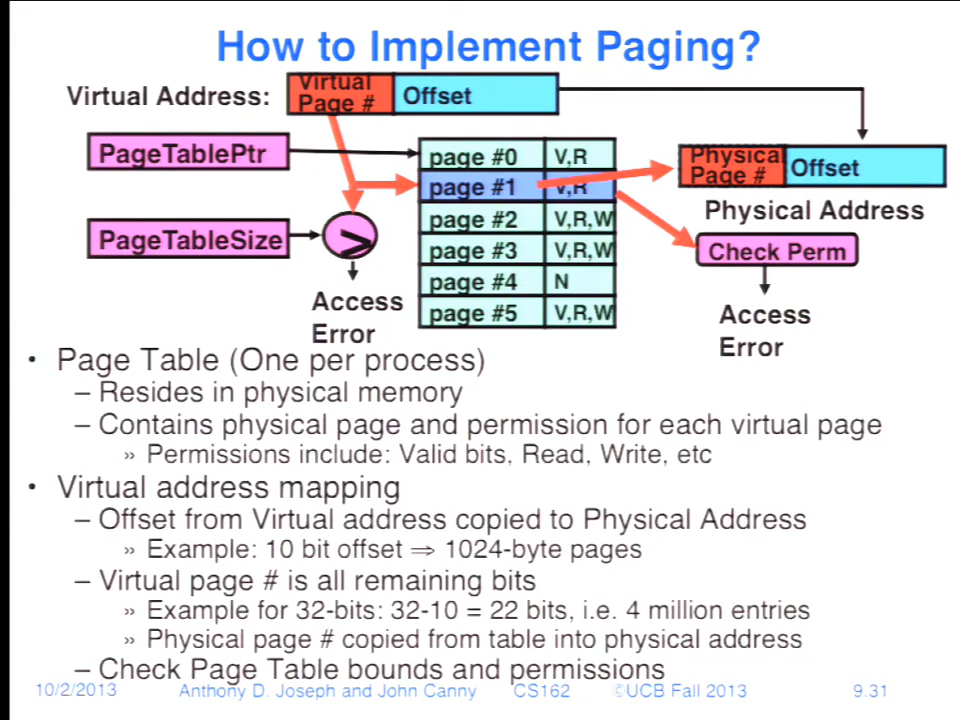 How to Implement Paging?
Virtual Address:
Virtual
Page #
Offset
PageTablePtr
PageTableSize
>
Access
Error
page #0 V,R
page #1 V,R
page #2 V,R,W
page #3 V,R,W
page #4 N
page #5 V,R,W
Physical
Page #
Offset
Physical Address
Check Perm
Access
Error
• Page Table (One per process)
– Resides in physical memory
– Contains physical page and permission for each virtual page
» Permissions include: Valid bits, Read, Write, etc
• Virtual address mapping
– Offset from Virtual address copied to Physical Address
» Example: 10 bit offset ⇒ 1024-byte pages
– Virtual page # is all remaining bits
» Example for 32-bits: 32-10 = 22 bits, i.e. 4 million entries
» Physical page # copied from table into physical address
– Check Page Table bounds and permissions
10/2/2013 Anthony D. Joseph and John Canny CS162 ©UCB Fall 2013 9.31